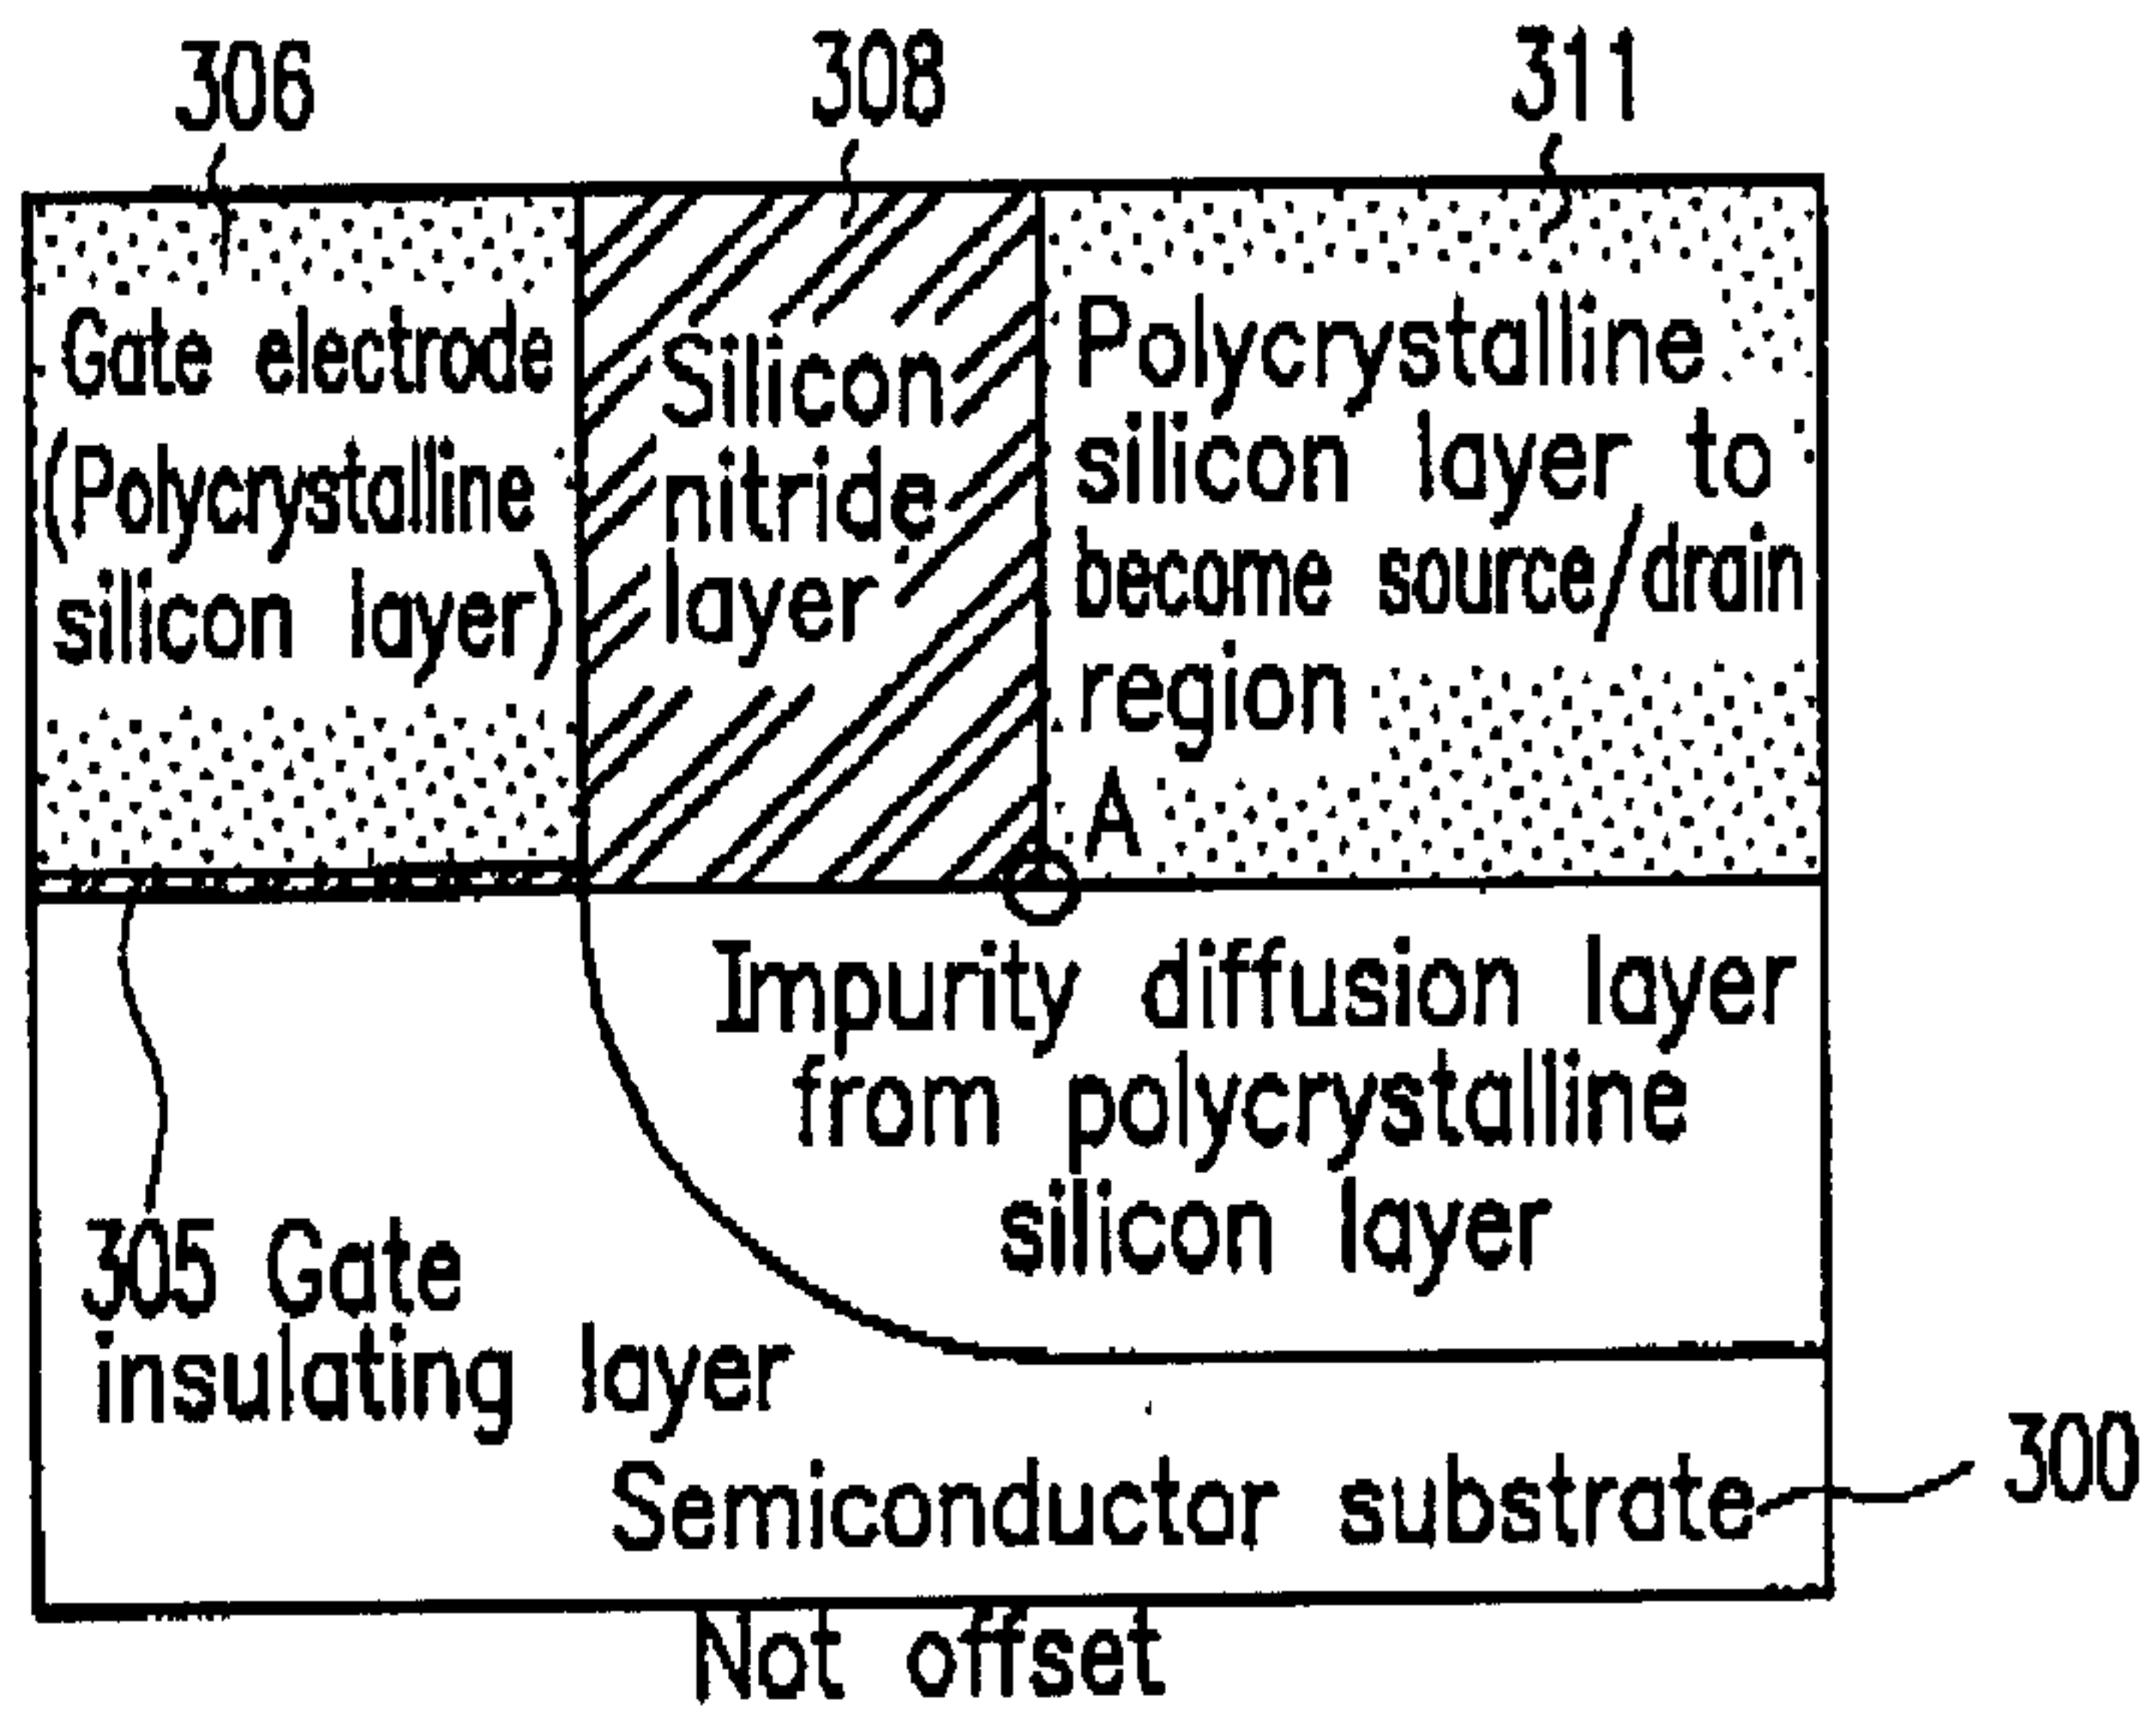 306
308
311
Gate electrode
(Polycrystalline
silicon layer)
Silicon
nitride
layer
Polycrystalline
silicon layer to
become source/drain
region
A
Impurity diffusion layer
from polycrystalline
silicon layer
305 Gate
insulating layer
Semiconductor substrate
300
Not offset